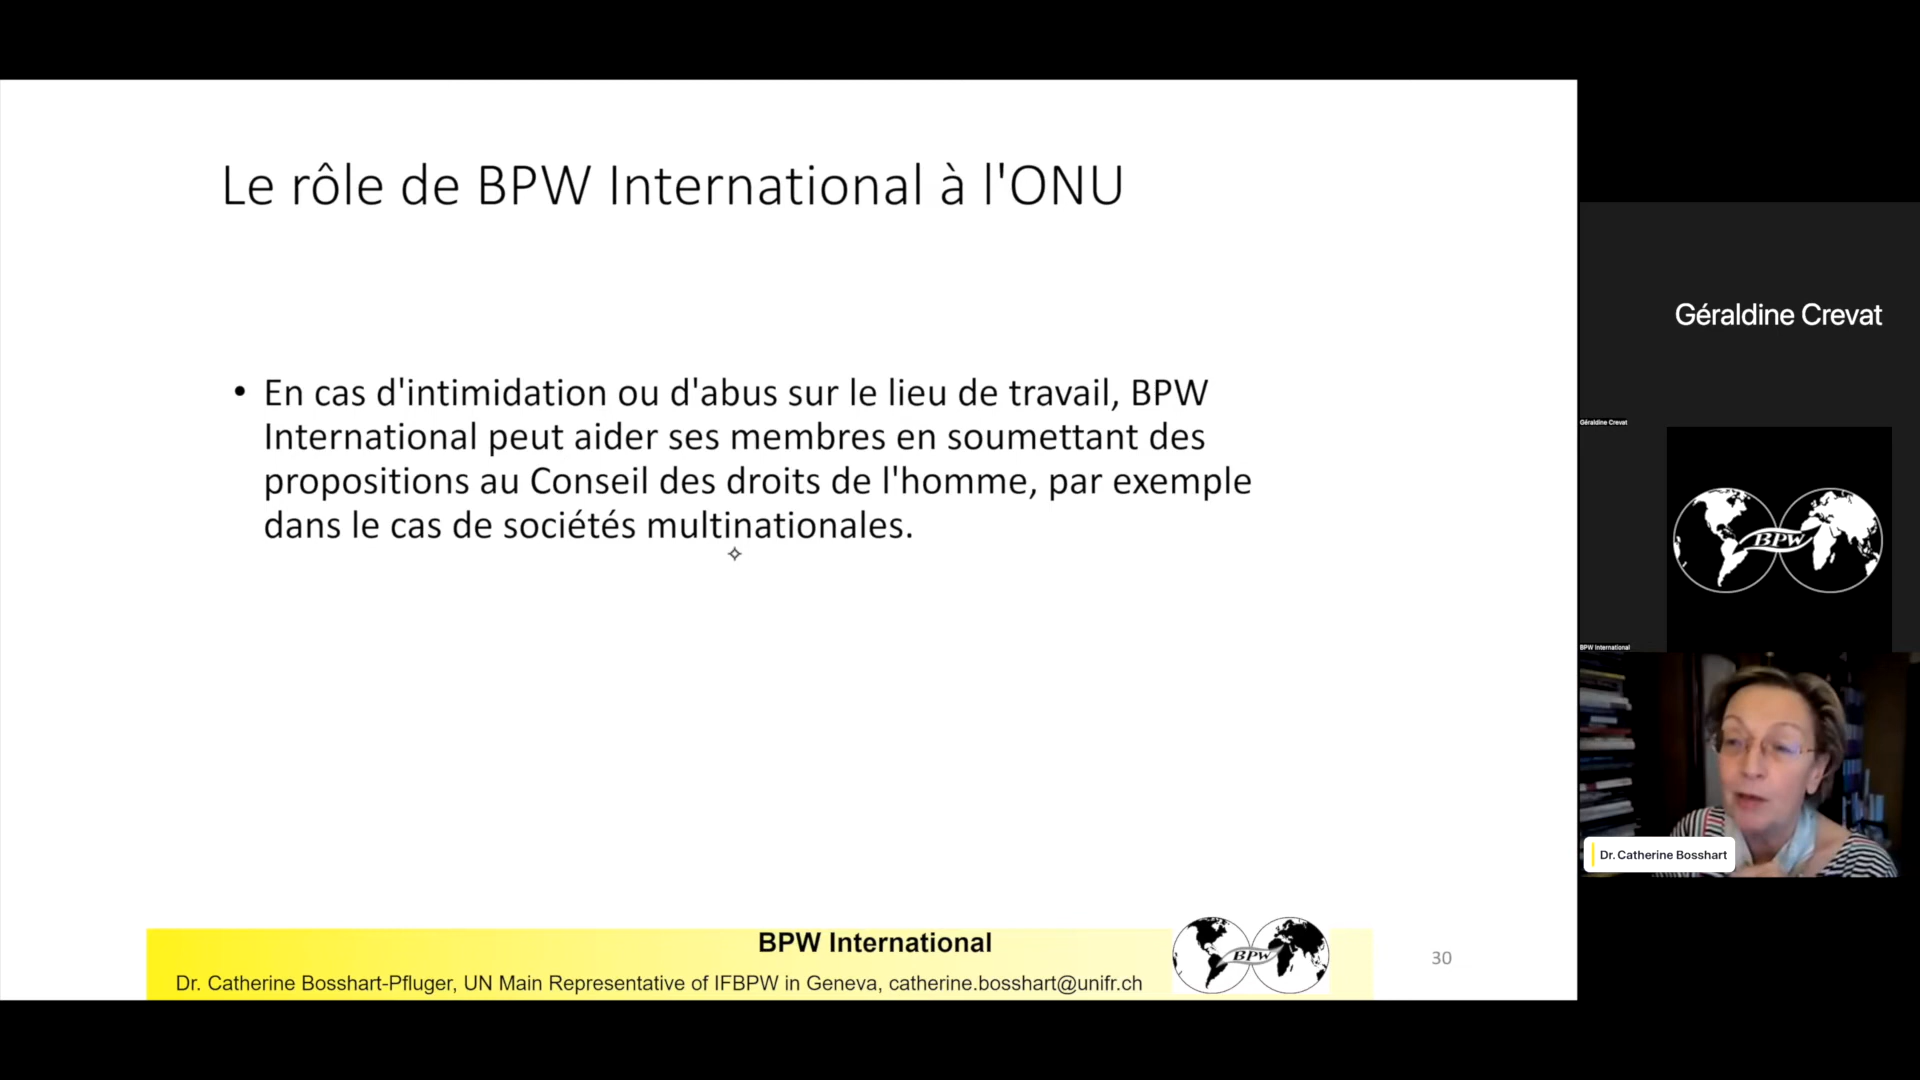 Le rôle de BPW International à l'ONU
• En cas d'intimidation ou d'abus sur le lieu de travail, BPW
International peut aider ses membres en soumettant des
propositions au Conseil des droits de l'homme, par exemple
dans le cas de sociétés multinationales.
BPW International
Dr. Catherine Bosshart-Pfluger, UN Main Representative of IFBPW in Geneva, catherine.bosshart@unifr.ch
BPW
30
Géraldine Crevat
Géraldine Crevat
BPW
BPW International
Dr. Catherine Bosshart